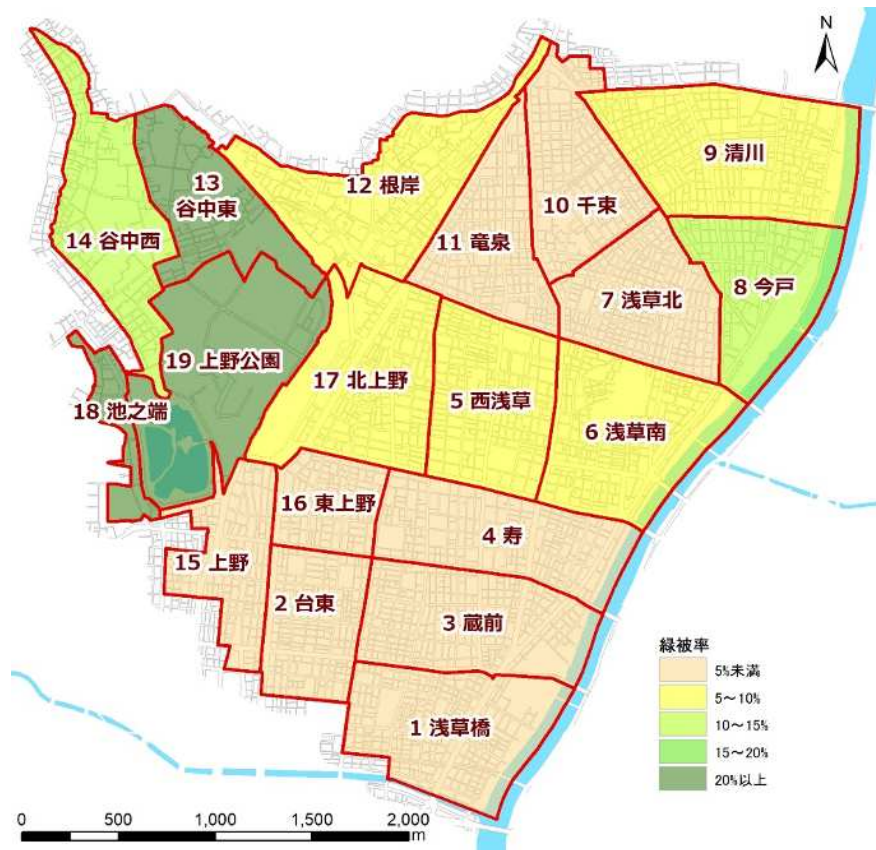 N
9 清川
13
谷中東
12 根岸
10 千束
14 谷中西
11 竜泉
8 今戸
7 浅草北
19 上野公園
17 北上野
5 西浅草
18 池之端
6 浅草南
16 東上野
4 寿
15 上野
2 台東
3 蔵前
1 浅草橋
緑被率
5%未満
5～10%
10～15%
15～20%
20%以上
0 500 1,000 1,500 2,000
m